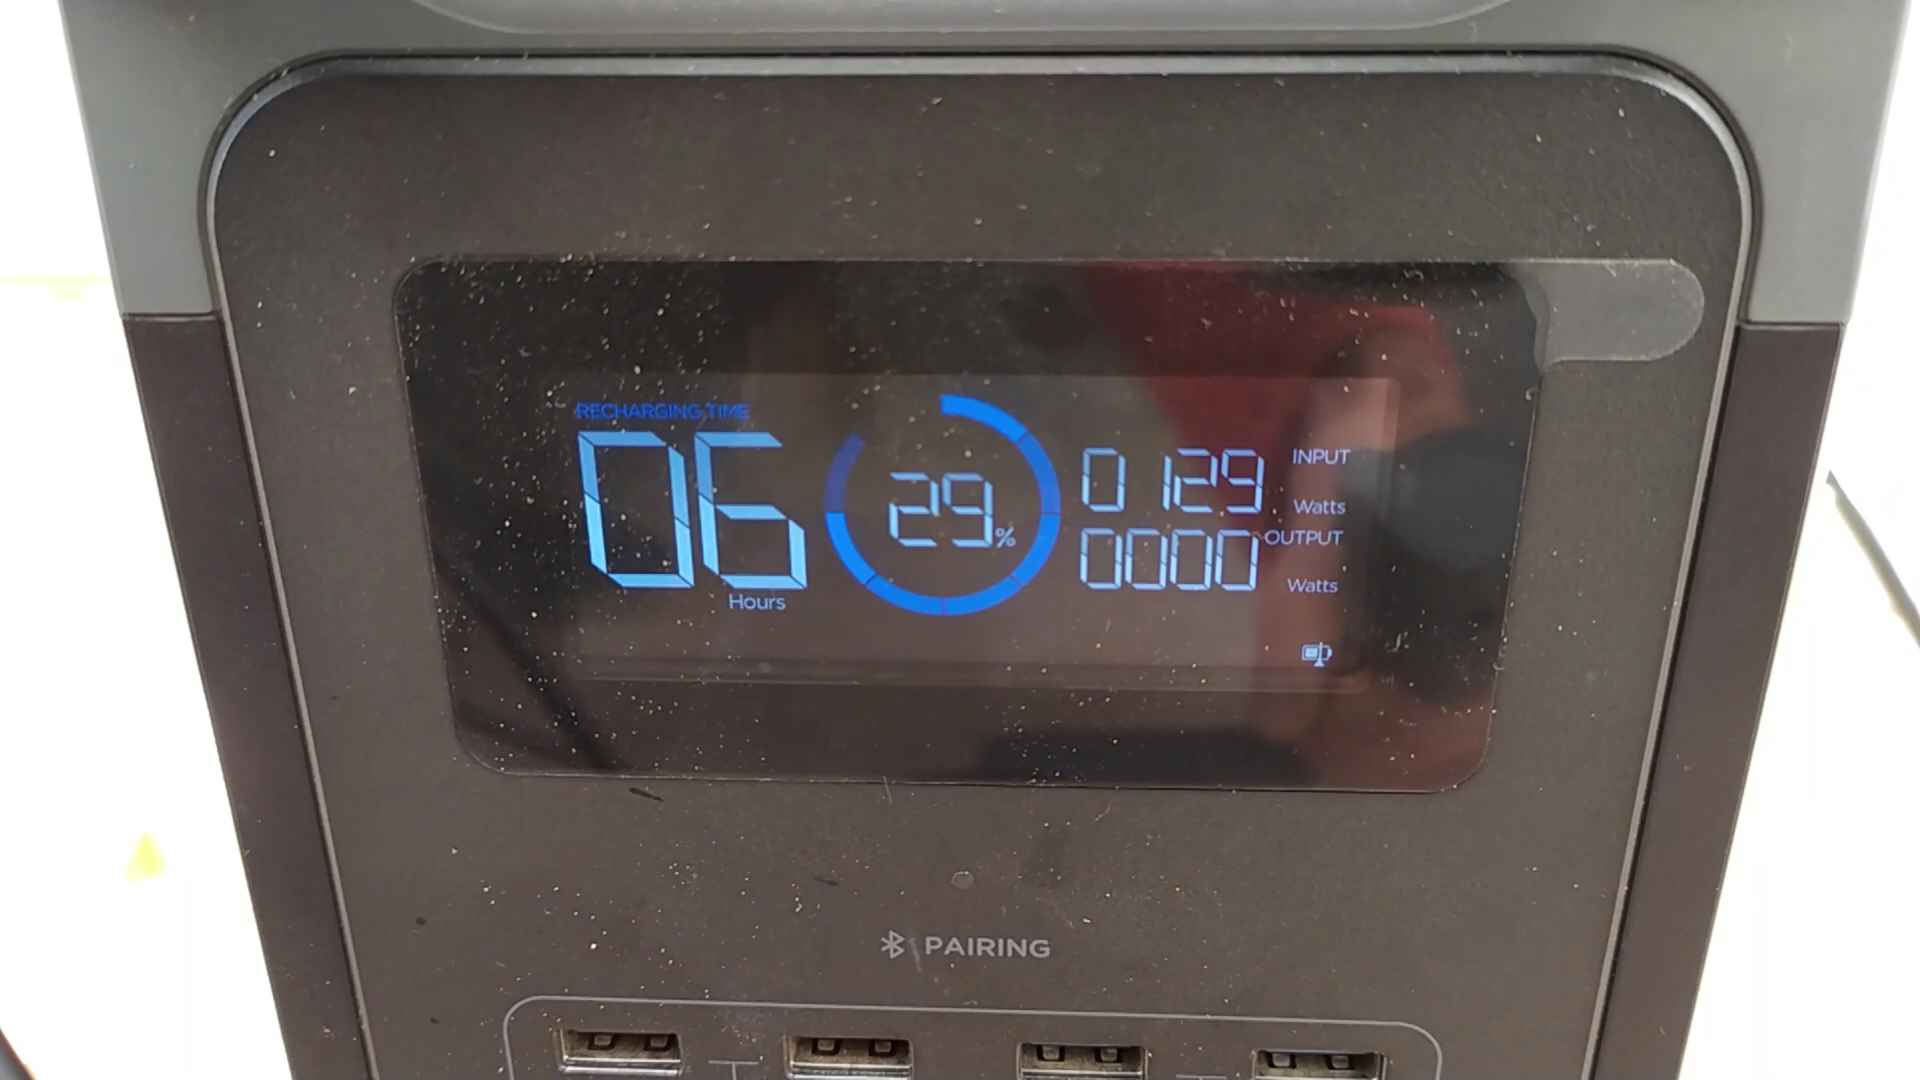 RECHARGING TIME
06
Hours
29%
0129 INPUT
Watts
0000 OUTPUT
Watts
PAIRING